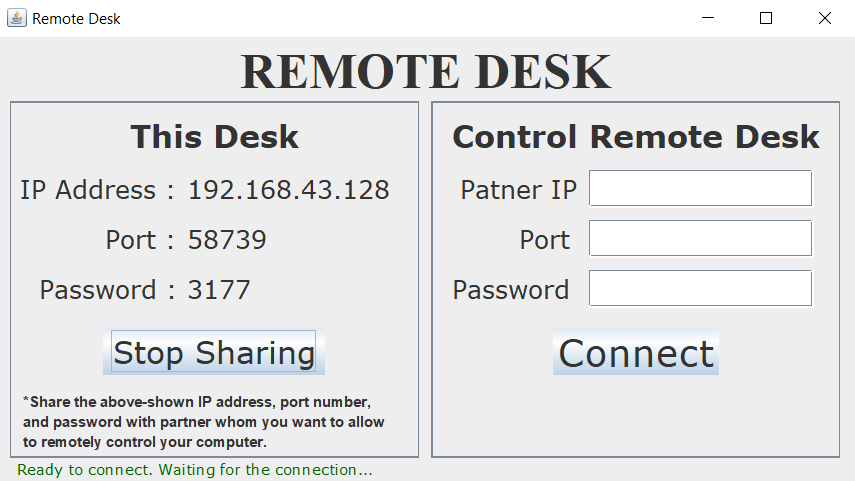 Remote Desk
REMOTE DESK
This Desk
IP Address : 192.168.43.128
Port : 58739
Password : 3177
Stop Sharing
*Share the above-shown IP address, port number,
and password with partner whom you want to allow
to remotely control your computer.
Control Remote Desk
Patner IP
Port
Password
Connect
Ready to connect. Waiting for the connection...